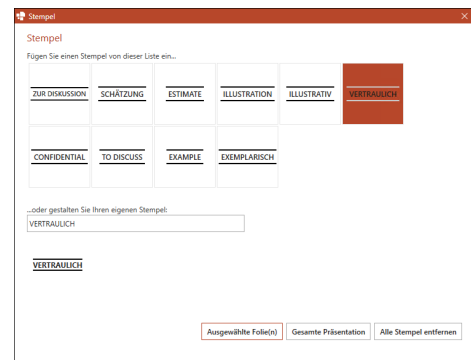 Stempel
Stempel
Fügen Sie einen Stempel von dieser Liste ein...
ZUR DISKUSSION SCHÄTZUNG ESTIMATE ILLUSTRATION ILLUSTRATIV VERTRAULICH
CONFIDENTIAL TO DISCUSS EXAMPLE EXEMPLARISCH
...oder gestalten Sie Ihren eigenen Stempel:
VERTRAULICH
VERTRAULICH
Ausgewählte Folie(n) Gesamte Präsentation Alle Stempel entfernen